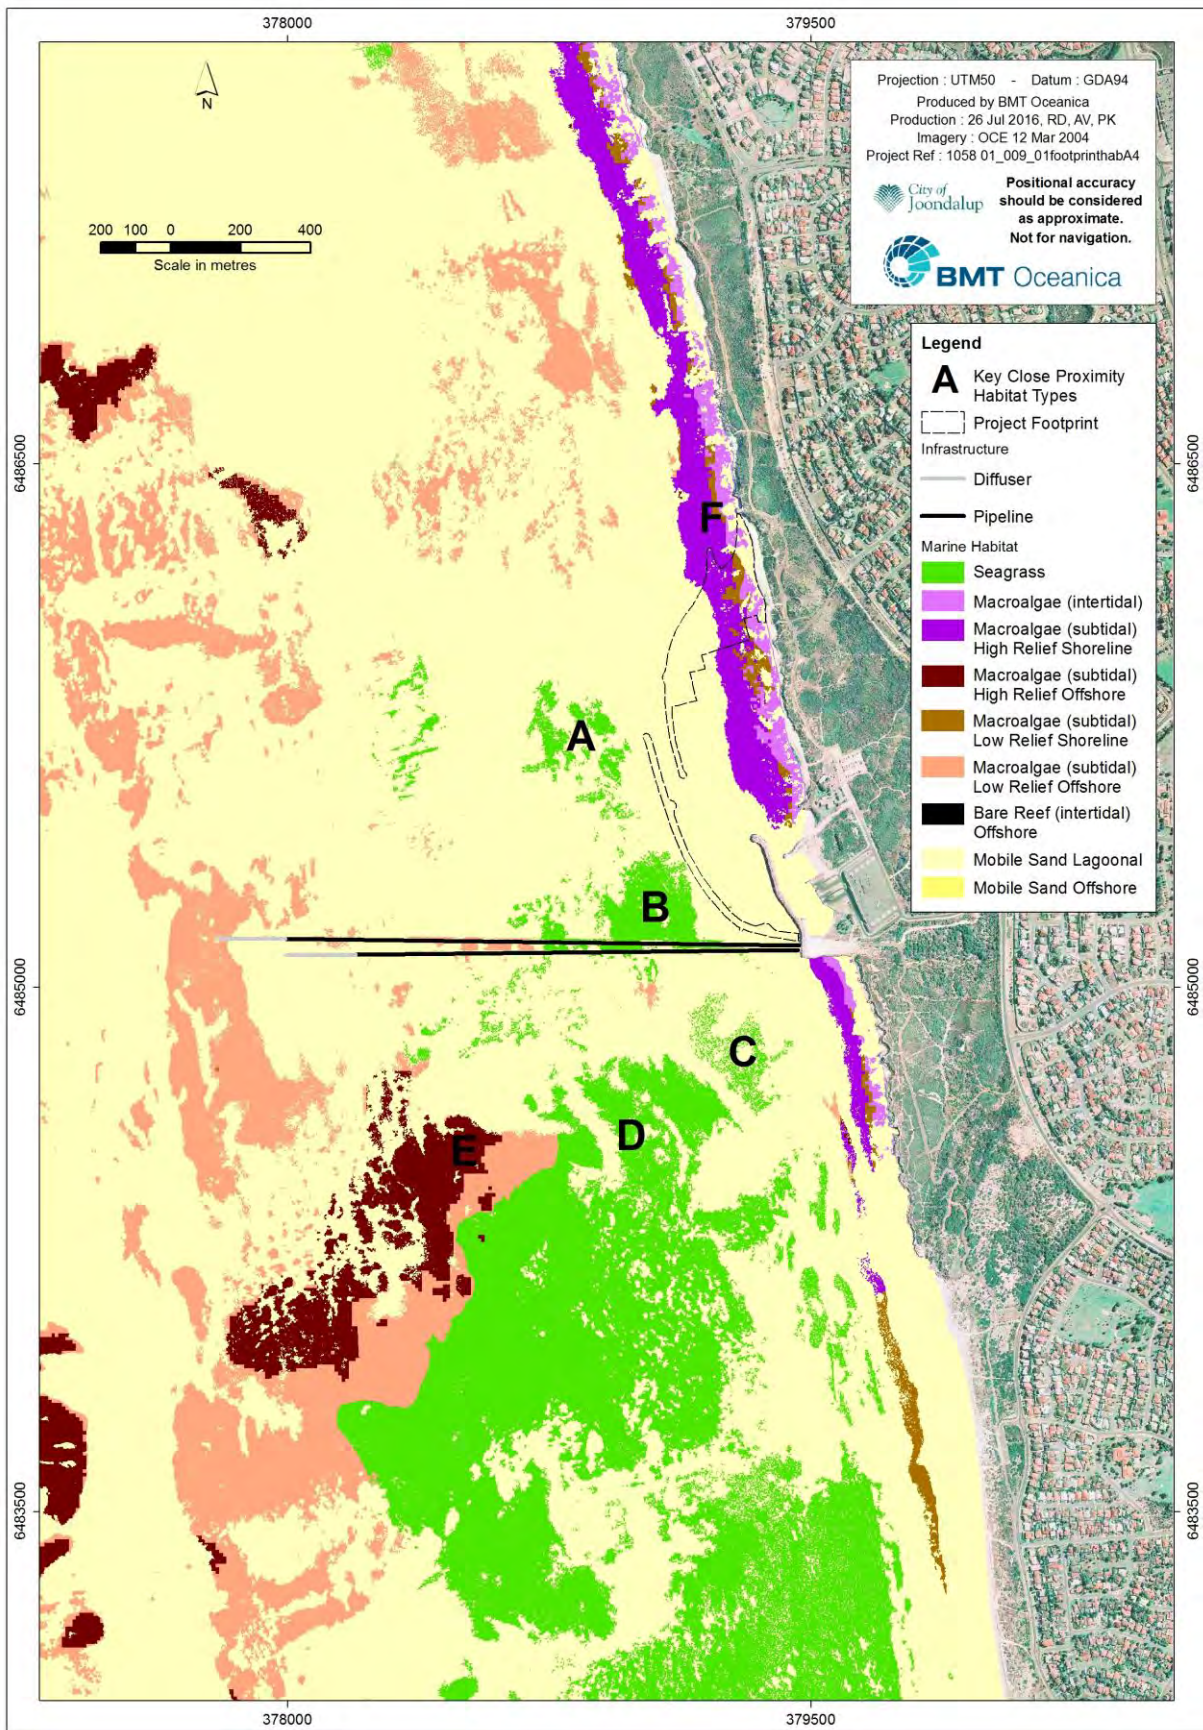 378000
379500
N
Projection : UTM50 - Datum : GDA94
Produced by BMT Oceanica
Production : 26 Jul 2016, RD, AV, PK
Imagery : OCE 12 Mar 2004
Project Ref : 1058 01_009_01footprinthabA4
City of
Joondalup
Positional accuracy
should be considered
as approximate.
Not for navigation.
BMT Oceanica
200 100 0 200 400
Scale in metres
Legend
A Key Close Proximity
Habitat Types
Project Footprint
Infrastructure
Diffuser
Pipeline
Marine Habitat
Seagrass
Macroalgae (intertidal)
Macroalgae (subtidal)
High Relief Shoreline
Macroalgae (subtidal)
High Relief Offshore
Macroalgae (subtidal)
Low Relief Shoreline
Macroalgae (subtidal)
Low Relief Offshore
Bare Reef (intertidal)
Offshore
Mobile Sand Lagoonal
Mobile Sand Offshore
6486500
6486500
F
A
B
6485000
6485000
C
D
E
6483500
6483500
378000
379500